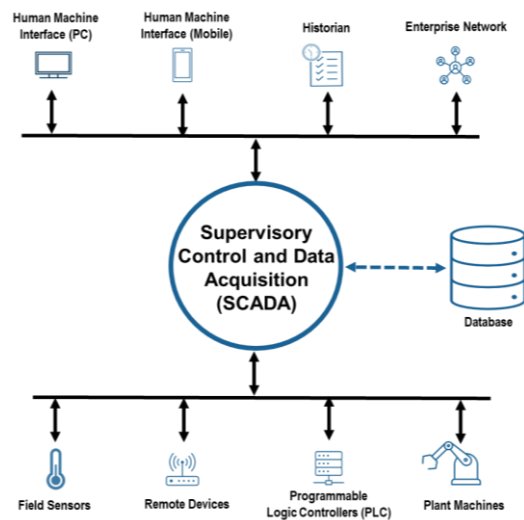 Human Machine
Interface (PC)
Human Machine
Interface (Mobile)
Historian
Enterprise Network
Supervisory
Control and Data
Acquisition
(SCADA)
Database
Field Sensors
Remote Devices
Programmable
Logic Controllers (PLC)
Plant Machines